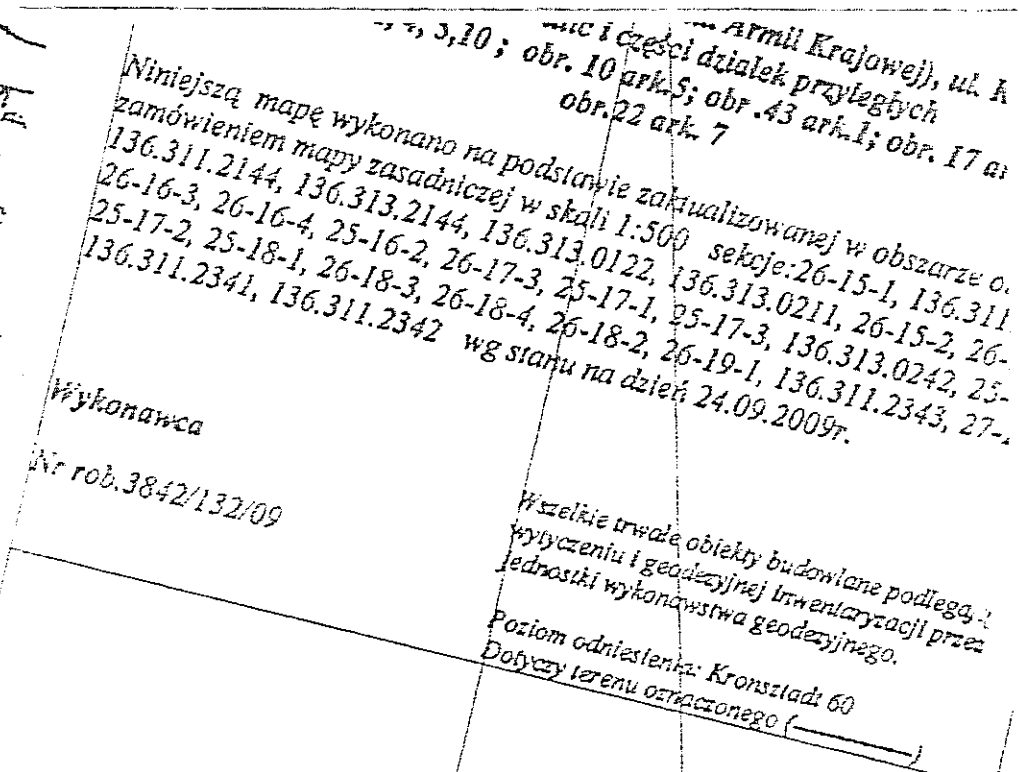 Armii Krajowej), ul. K
i części działek przyległych
4, 3,10 ; obr. 10 ark.5; obr .43 ark.1; obr. 17 ar
obr.22 ark. 7
Niniejszą mapę wykonano na podstawie zaktualizowanej w obszarze o
zamówieniem mapy zasadniczej w skali 1:500 sekcje:26-15-1, 136.311.
136.311.2144, 136.313.2144, 136.313.0122, 136.313.0211, 26-15-2, 26-
26-16-3, 26-16-4, 25-16-2, 26-17-3, 25-17-1, 25-17-3, 136.313.0242, 25-
25-17-2, 25-18-1, 26-18-3, 26-18-4, 26-18-2, 26-19-1, 136.311.2343, 27-
136.311.2341, 136.311.2342 wg stanu na dzień 24.09.2009r.
Wykonawca
Nr rob.3842/132/09
Wszelkie trwałe obiekty budowlane podlegą
wytyczeniu i geodezyjnej inwentaryzacji przez
jednostki wykonawstwa geodezyjnego.
Poziom odniesienia: Kronsztadt 60
Dotyczy terenu oznaczonego (————)